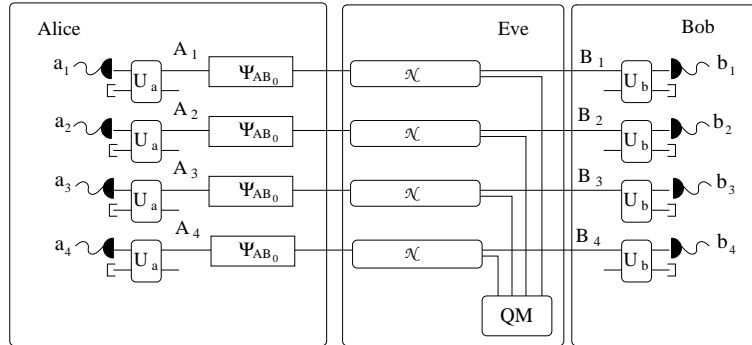 Alice Eve Bob
a₁ U_a A₁ Ψ_AB₀ 𝒩 B₁ U_b b₁
a₂ U_a A₂ Ψ_AB₀ 𝒩 B₂ U_b b₂
a₃ U_a A₃ Ψ_AB₀ 𝒩 B₃ U_b b₃
a₄ U_a A₄ Ψ_AB₀ 𝒩 B₄ U_b b₄
QM